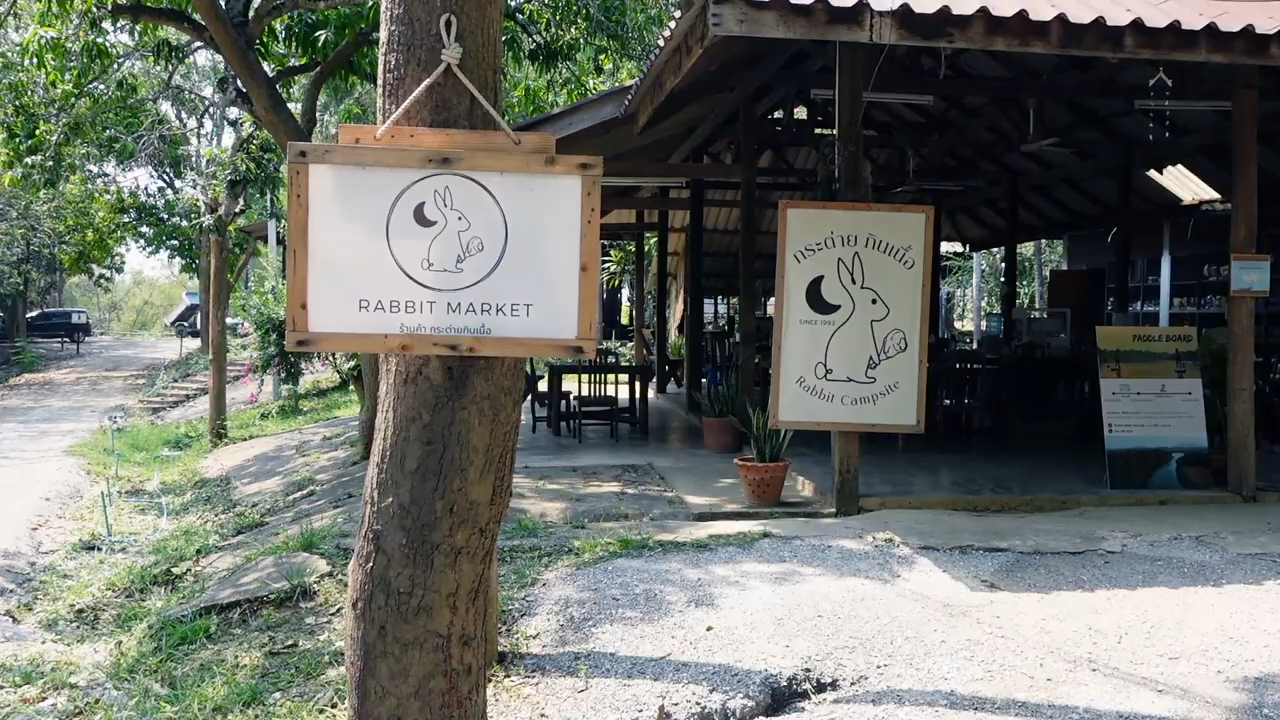 RABBIT MARKET
ร้านค้า กระต่ายกินเนื้อ
กระต่าย กินเนื้อ
SINCE 1993
Rabbit Campsite
PADDLE BOARD